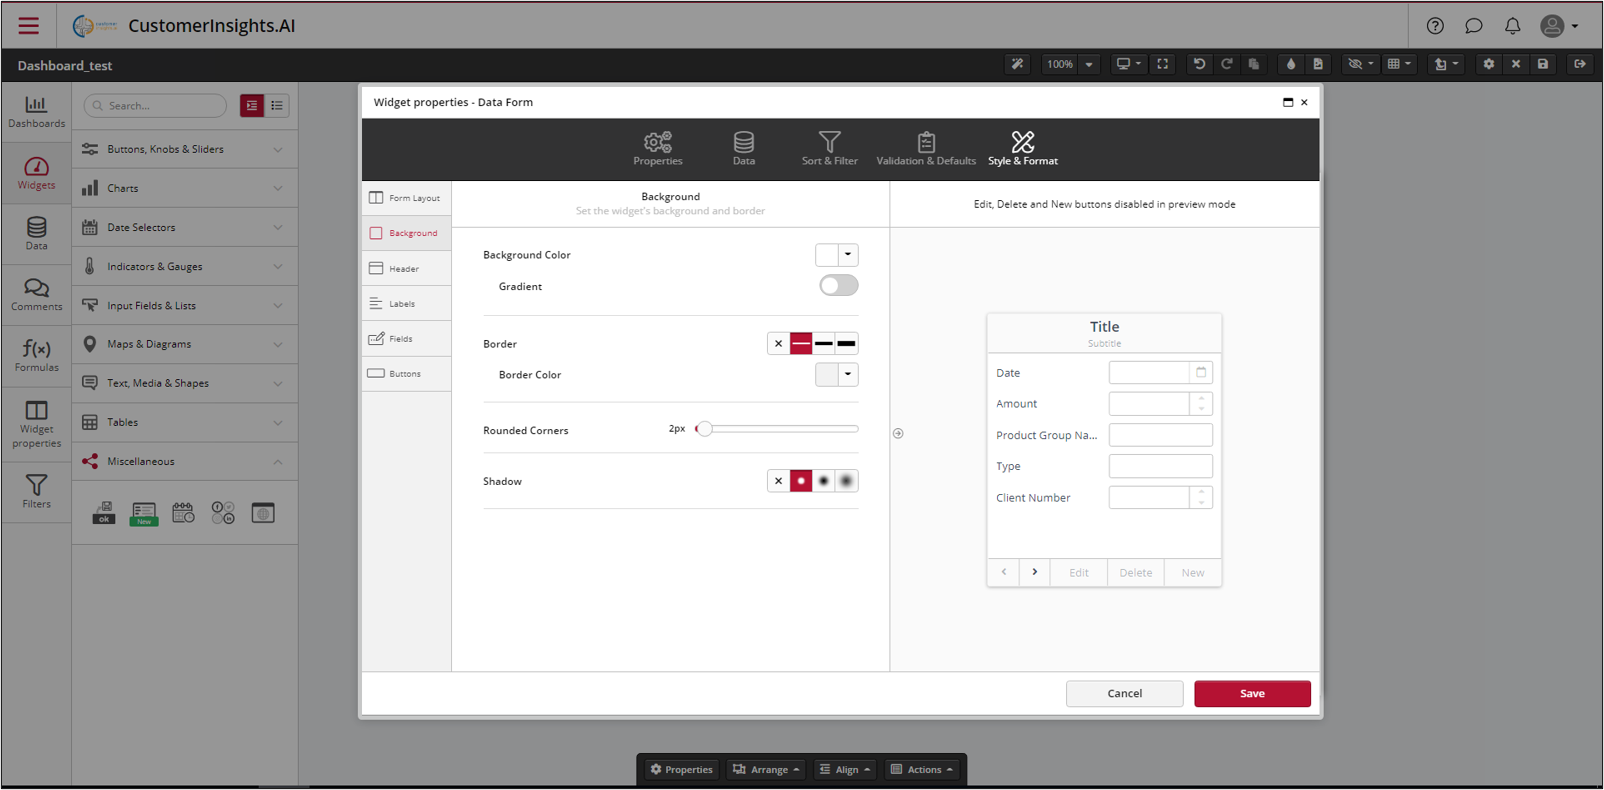 CustomerInsights.AI
Dashboard_test
100%
Dashboards
Widgets
Data
Comments
f(x)
Formulas
Widget
properties
Filters
Search...
Buttons, Knobs & Sliders
Charts
Date Selectors
Indicators & Gauges
Input Fields & Lists
Maps & Diagrams
Text, Media & Shapes
Tables
Miscellaneous
ok
New
Widget properties - Data Form
Properties
Data
Sort & Filter
Validation & Defaults
Style & Format
Form Layout
Background
Header
Labels
Fields
Buttons
Background
Set the widget's background and border
Background Color
Gradient
Border
Border Color
Rounded Corners
2px
Shadow
Edit, Delete and New buttons disabled in preview mode
Title
Subtitle
Date
Amount
Product Group Na...
Type
Client Number
Edit
Delete
New
Cancel
Save
Properties
Arrange
Align
Actions